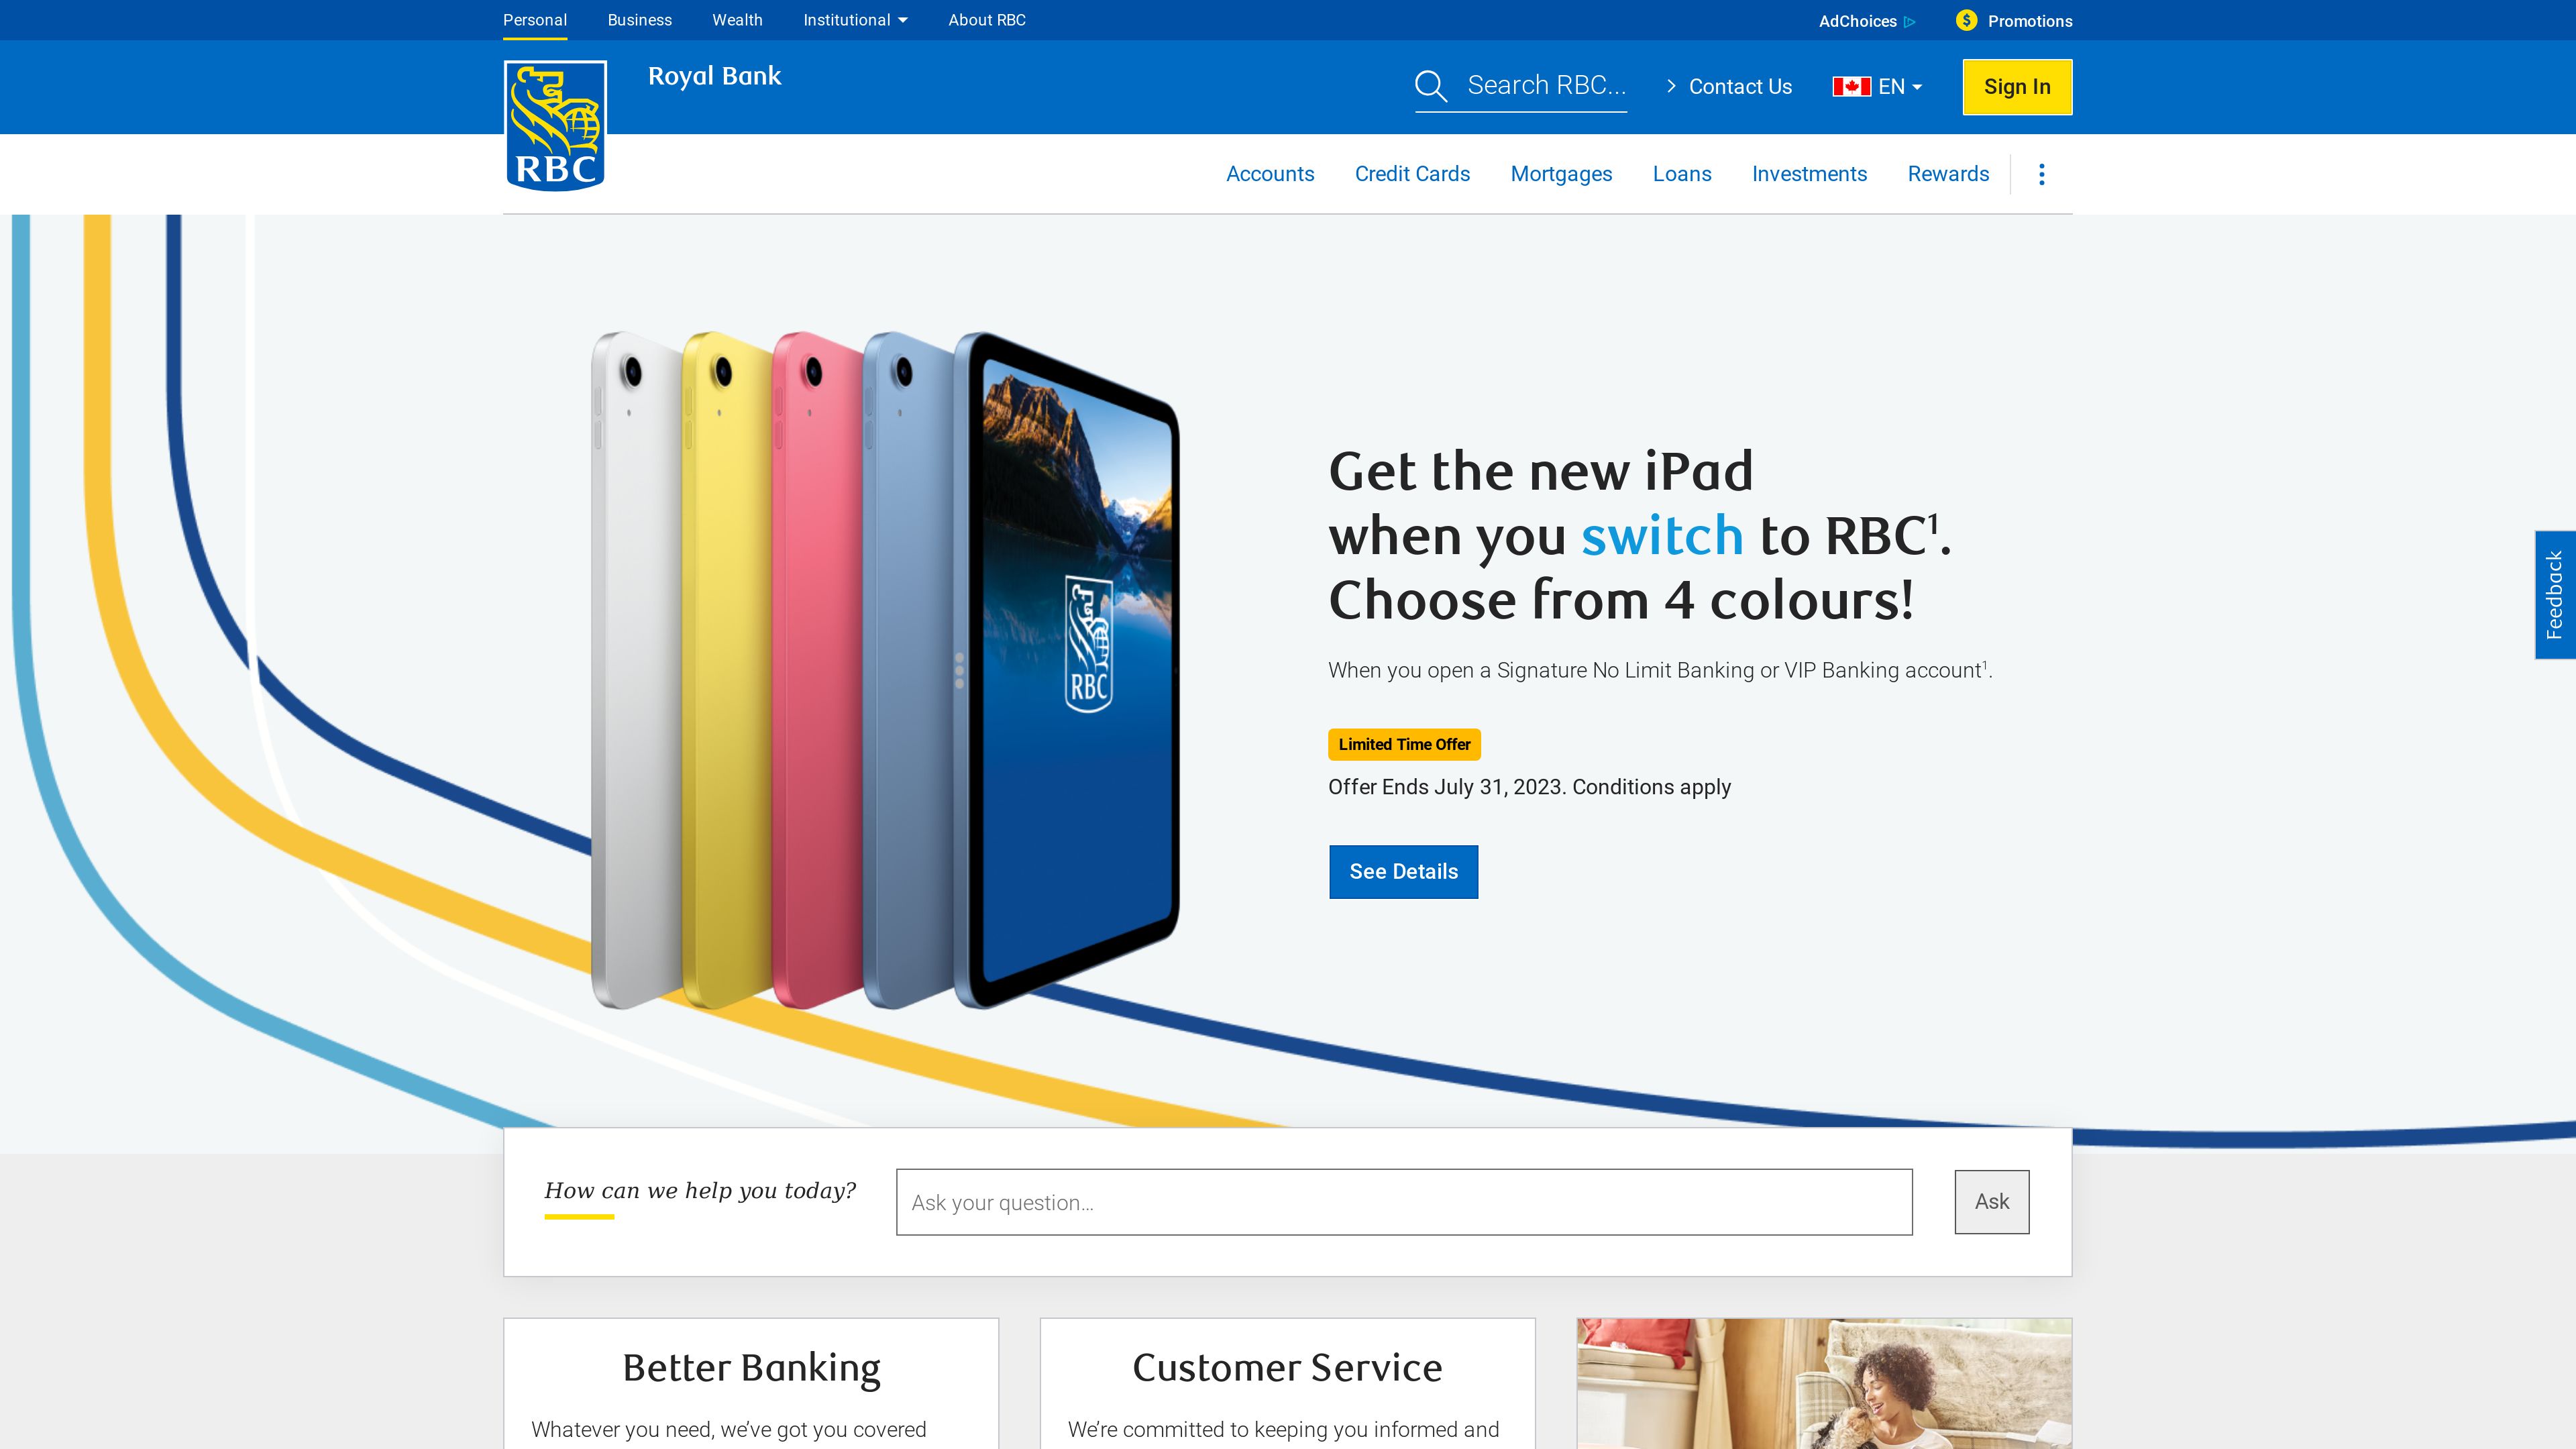 Personal
Business
Wealth
Institutional
About RBC
AdChoices
Promotions
RBC
Royal Bank
Search RBC...
Contact Us
EN
Sign In
Accounts
Credit Cards
Mortgages
Loans
Investments
Rewards
RBC
Get the new iPad
when you switch to RBC¹.
Choose from 4 colours!
When you open a Signature No Limit Banking or VIP Banking account¹.
Limited Time Offer
Offer Ends July 31, 2023. Conditions apply
See Details
Feedback
How can we help you today?
Ask your question...
Ask
Better Banking
Whatever you need, we’ve got you covered
Customer Service
We’re committed to keeping you informed and